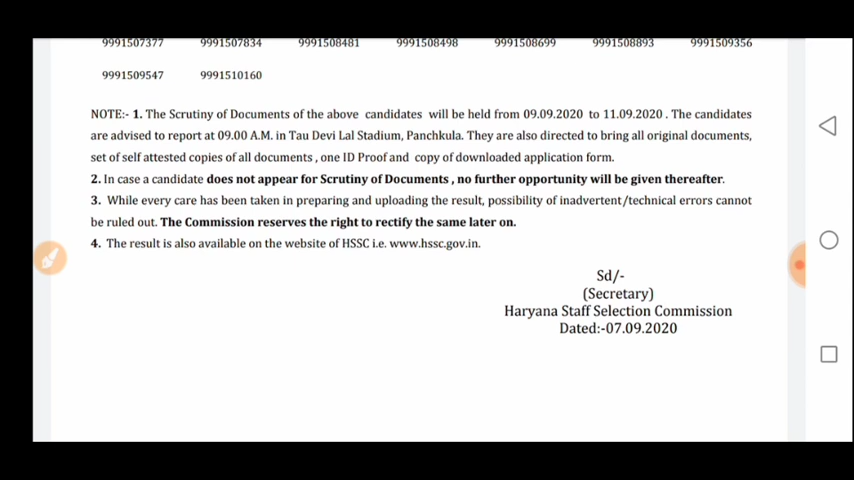 9991507377 9991507834 9991508481 9991508498 9991508699 9991508893 9991509356
9991509547 9991510160
NOTE:- 1. The Scrutiny of Documents of the above candidates will be held from 09.09.2020 to 11.09.2020 . The candidates
are advised to report at 09.00 A.M. in Tau Devi Lal Stadium, Panchkula. They are also directed to bring all original documents,
set of self attested copies of all documents , one ID Proof and copy of downloaded application form.
2. In case a candidate does not appear for Scrutiny of Documents , no further opportunity will be given thereafter.
3. While every care has been taken in preparing and uploading the result, possibility of inadvertent/technical errors cannot
be ruled out. The Commission reserves the right to rectify the same later on.
4. The result is also available on the website of HSSC i.e. www.hssc.gov.in.
Sd/-
(Secretary)
Haryana Staff Selection Commission
Dated:-07.09.2020